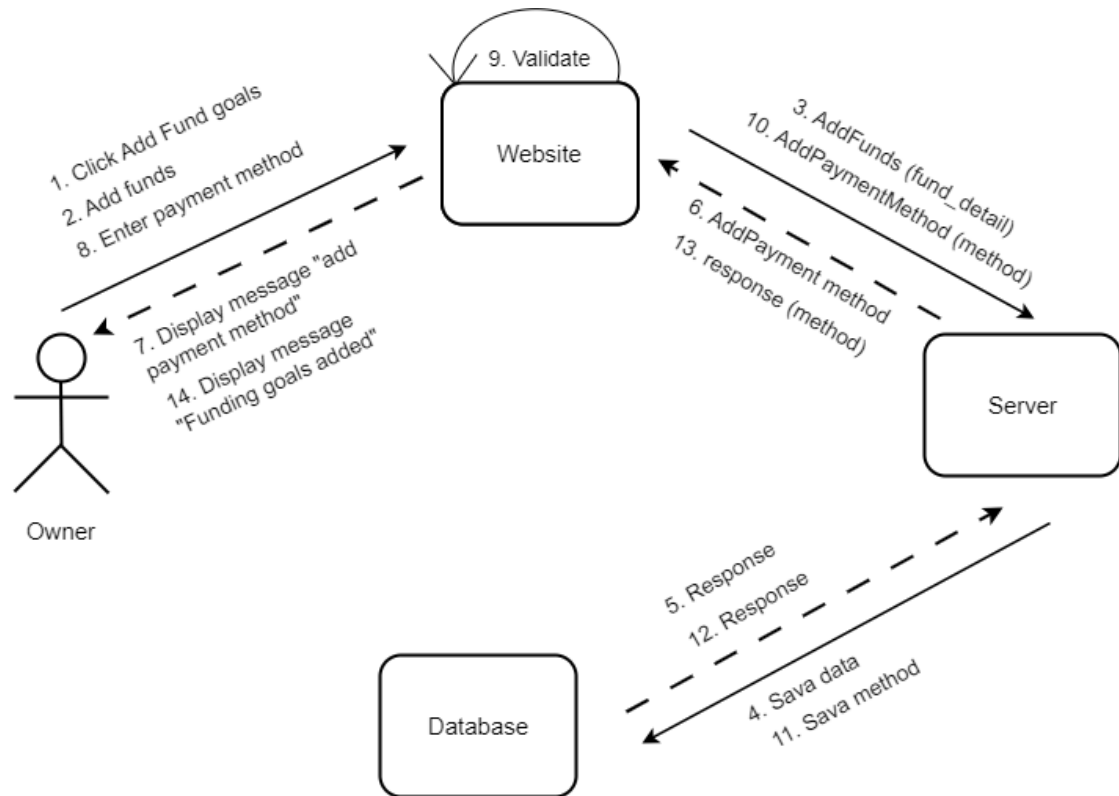 9. Validate
Website
1. Click Add Fund goals
2. Add funds
8. Enter payment method
7. Display message "add
payment method"
14. Display message
"Funding goals added"
3. AddFunds (fund_detail)
10. AddPaymentMethod (method)
6. AddPayment method
13. response (method)
Owner
Server
5. Response
12. Response
4. Sava data
11. Sava method
Database